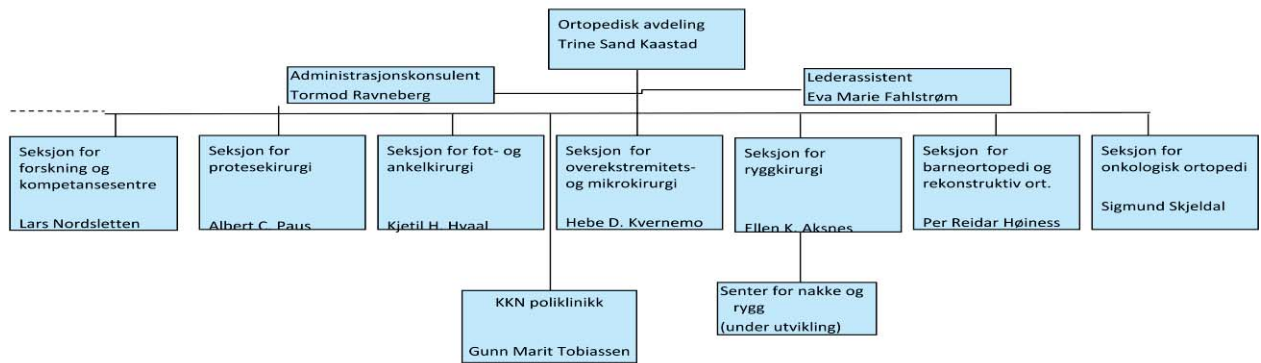 Ortopedisk avdeling
Trine Sand Kaastad
Administrasjonskonsulent
Tormod Ravneberg
Lederassistent
Eva Marie Fahlstrøm
Seksjon for
forskning og
kompetansesentre
Lars Nordsletten
Seksjon for
protesekirurgi
Albert C. Paus
Seksjon for fot- og
ankelkirurgi
Kjetil H. Hvaal
Seksjon for
overekstremitets-
og mikrokirurgi
Hebe D. Kvernemo
Seksjon for
ryggkirurgi
Ellen K. Aksnes
Seksjon for
barneortopedi og
rekonstruktiv ort.
Per Reidar Høiness
Seksjon for
onkologisk ortopedi
Sigmund Skjeldal
KKN poliklinikk
Gunn Marit Tobiassen
Senter for nakke og
rygg
(under utvikling)